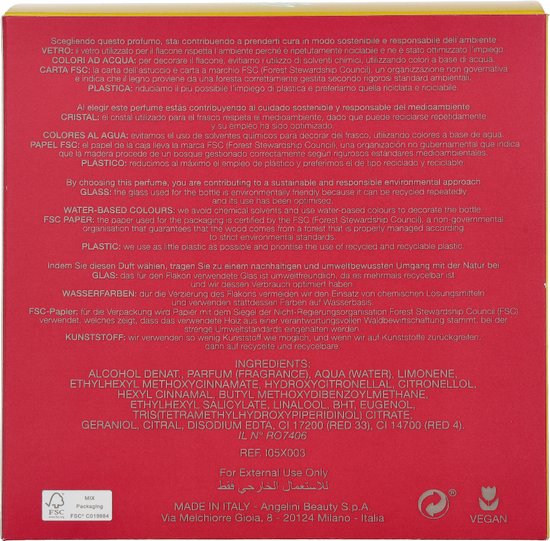 Scegliendo questo profumo, stai contribuendo a prenderti cura in modo sostenibile e responsabile dell'ambiente
VETRO: il vetro utilizzato per il flacone rispetta l'ambiente perché è ripetutamente riciclabile e ne è stato ottimizzato l'impiego
COLORI AD ACQUA: per decorare il flacone, evitiamo l'utilizzo di solventi chimici, utilizzando colori a base di acqua.
CARTA FSC: la carta dell'astuccio è carta a marchio FSC (Forest Stewardship Council), un organizzazione non governativa
e indica che il legno proviene da una foresta correttamente gestita secondo rigorosi standard ambientali.
PLASTICA: riduciamo il più possibile l'impiego di plastica e preferiamo quella riciclata e riciclabile.
Al elegir este perfume estás contribuyendo al cuidado sostenible y responsable del medioambiente
CRISTAL: el cristal utilizado para el frasco respeta el medioambiente, dado que puede reciclarse repetidamente
y su empleo ha sido optimizado.
COLORES AL AGUA: evitamos el uso de solventes químicos para decorar del frasco, utilizando colores a base de agua.
PAPEL FSC: el papel de la caja lleva la marca FSC (Forest Stewardship Council), una organización no gubernamental que indica
que la madera procede de un bosque gestionado correctamente según rigurosos estándares medioambientales.
PLÁSTICO: reducimos al máximo el empleo de plástico y preferimos el de tipo reciclado y reciclable
By choosing this perfume, you are contributing to a sustainable and responsible environmental approach
GLASS: the glass used for the bottle is environmentally friendly because it can be recycled repeatedly
and its use has been optimised.
WATER-BASED COLOURS: we avoid chemical solvents and use water-based colours to decorate the bottle.
FSC PAPER: the paper used for the packaging is certified by the FSC (Forest Stewardship Council), a non-governmental
organisation that guarantees that the wood comes from a forest that is properly managed according
to strict environmental standards.
PLASTIC: we use as little plastic as possible and prioritise the use of recycled and recyclable plastic
Indem Sie diesen Duft wählen, tragen Sie zu einem nachhaltigen und umweltbewussten Umgang mit der Natur bei
GLAS: das für den Flakon verwendete Glas ist umweltfreundlich, da es mehrmals recycelbar ist
und wir dessen Verbrauch optimiert haben
WASSERFARBEN: für die Verzierung des Flakons vermeiden wir den Einsatz von chemischen Lösungsmitteln
und verwenden stattdessen Farben auf Wasserbasis.
FSC-Papier: für die Verpackung wird Papier mit dem Siegel der Nicht-Regierungsorganisation Forest Stewardship Council (FSC)
verwendet, welches zeigt, dass das verwendete Holz aus einer verantwortungsvollen Waldbewirtschaftung stammt, bei der
strenge Umweltstandards eingehalten werden
KUNSTSTOFF: wir verwenden so wenig Kunststoff wie möglich, und wenn wir auf Kunststoffe zurückgreifen,
dann auf recycelte und recycelbare.
INGREDIENTS:
ALCOHOL DENAT., PARFUM (FRAGRANCE), AQUA (WATER), LIMONENE,
ETHYLHEXYL METHOXYCINNAMATE, HYDROXYCITRONELLAL, CITRONELLOL,
HEXYL CINNAMAL, BUTYL METHOXYDIBENZOYLMETHANE,
ETHYLHEXYL SALICYLATE, LINALOOL, BHT, EUGENOL,
TRIS(TETRAMETHYLHYDROXYPIPERIDINOL) CITRATE,
GERANIOL, CITRAL, DISODIUM EDTA, CI 17200 (RED 33), CI 14700 (RED 4).
IL N° RO7406
REF. I05X003
For External Use Only
للاستعمال الخارجي فقط
MADE IN ITALY - Angelini Beauty S.p.A.
Via Melchiorre Gioia, 8 - 20124 Milano - Italia
FSC
MIX
Packaging
FSC® C019984
VEGAN